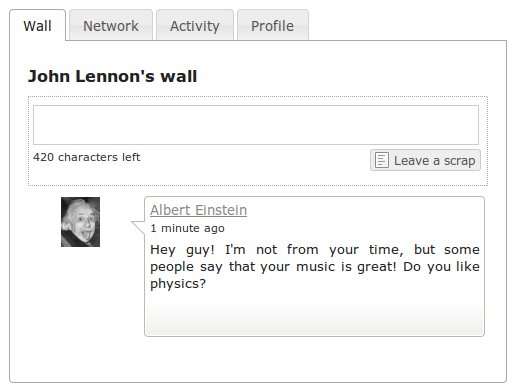 Wall Network Activity Profile
John Lennon's wall
420 characters left Leave a scrap
Albert Einstein
1 minute ago
Hey guy! I'm not from your time, but some
people say that your music is great! Do you like
physics?